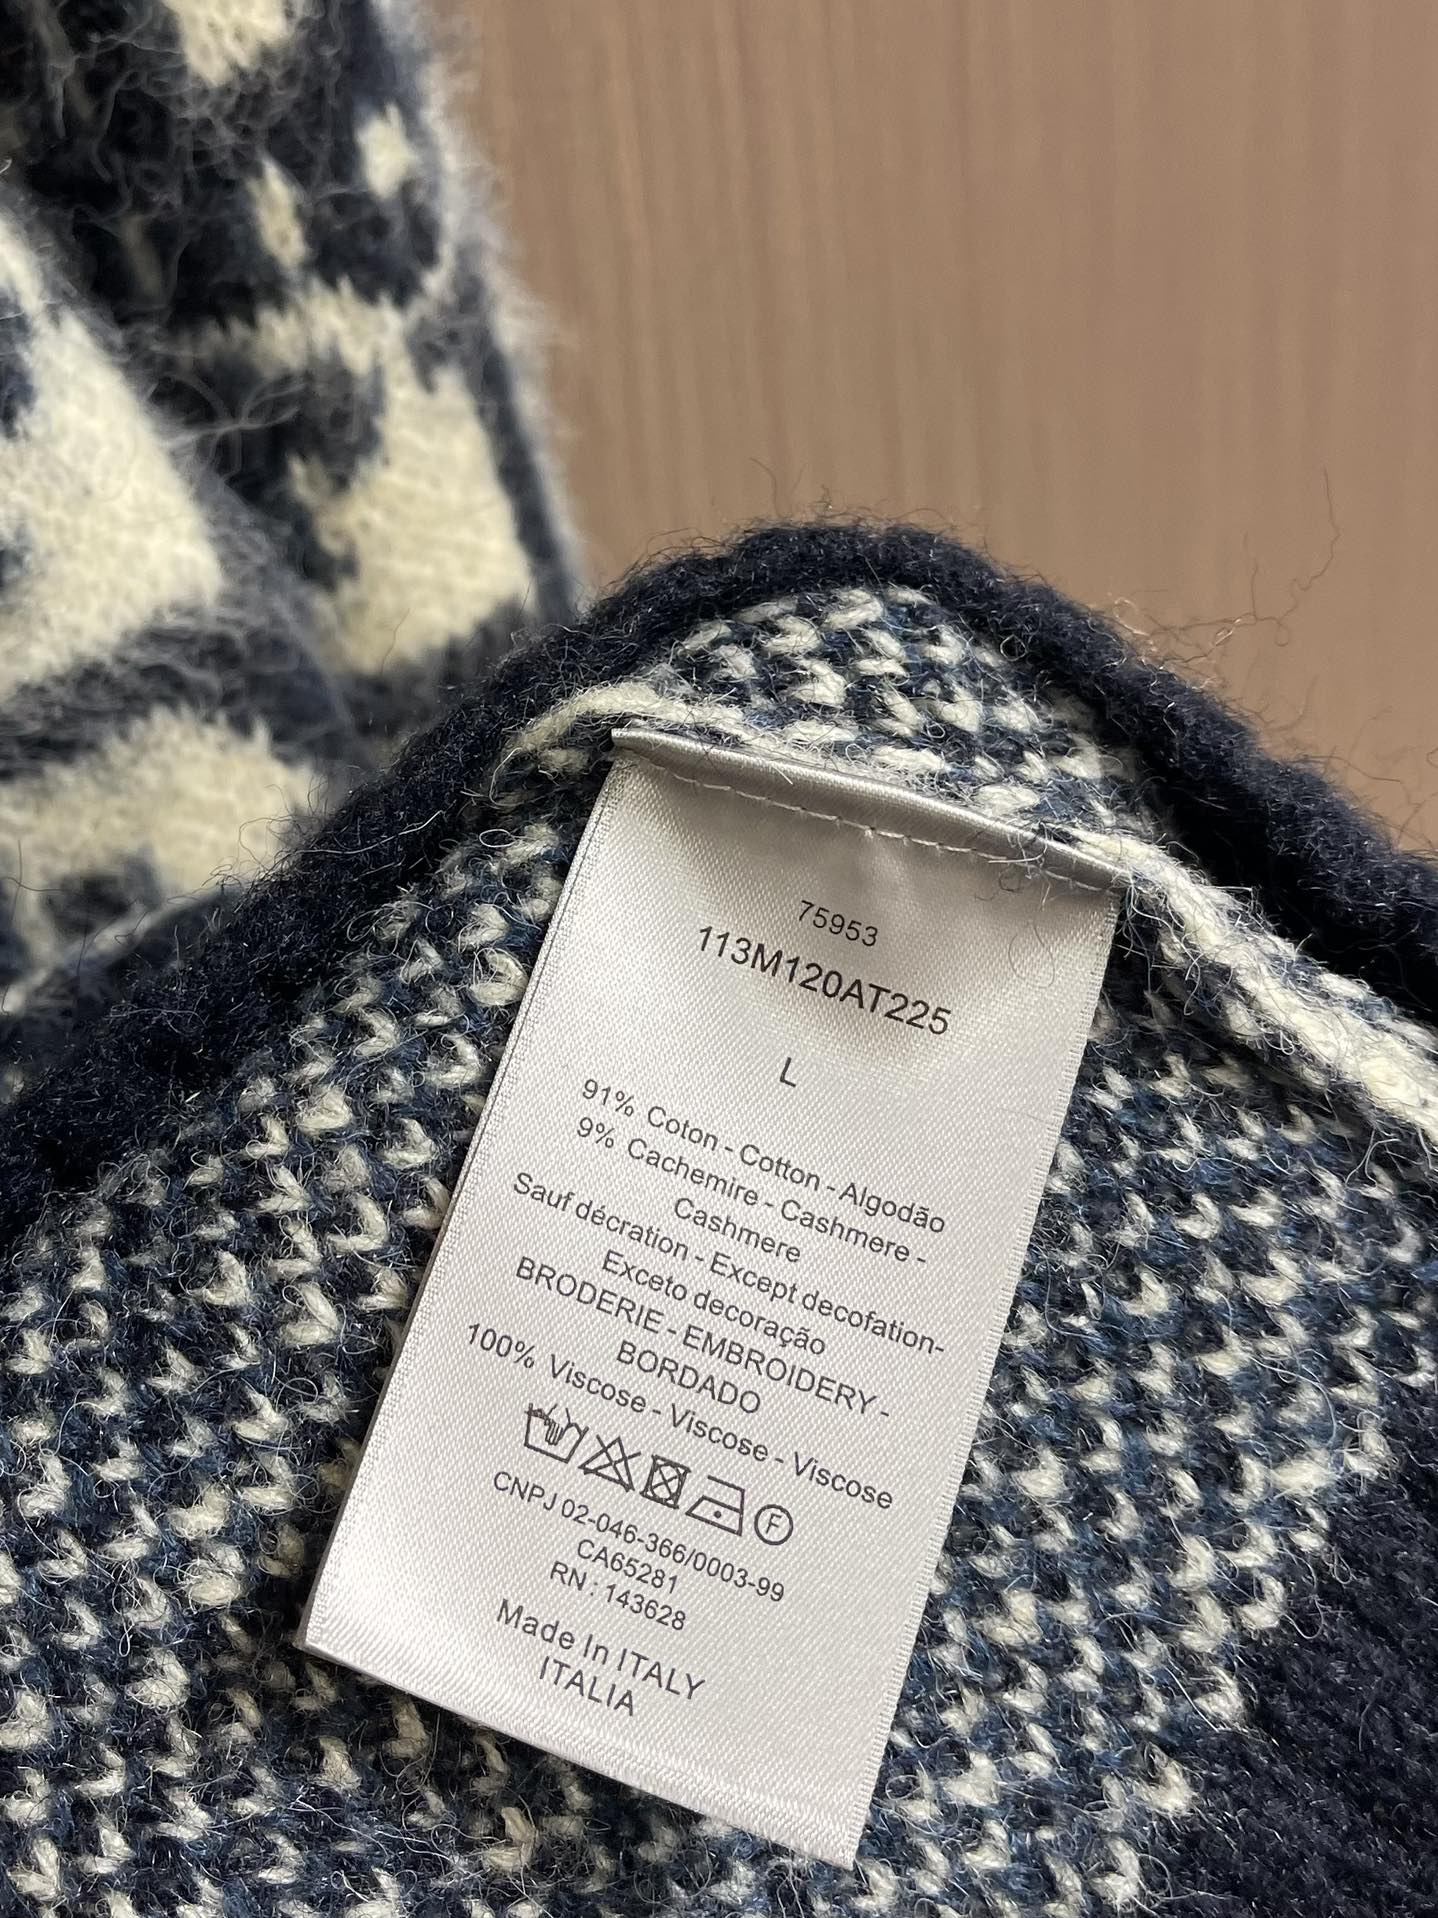 75953
113M120AT225
L
91% Coton - Cotton - Algodão
9% Cachemire - Cashmere -
Cashmere
Sauf décration - Except decofation-
Exceto decoração
BRODERIE - EMBROIDERY -
BORDADO
100% Viscose - Viscose - Viscose
F
CNPJ 02-046-366/0003-99
CA65281
RN : 143628
Made In ITALY
ITALIA